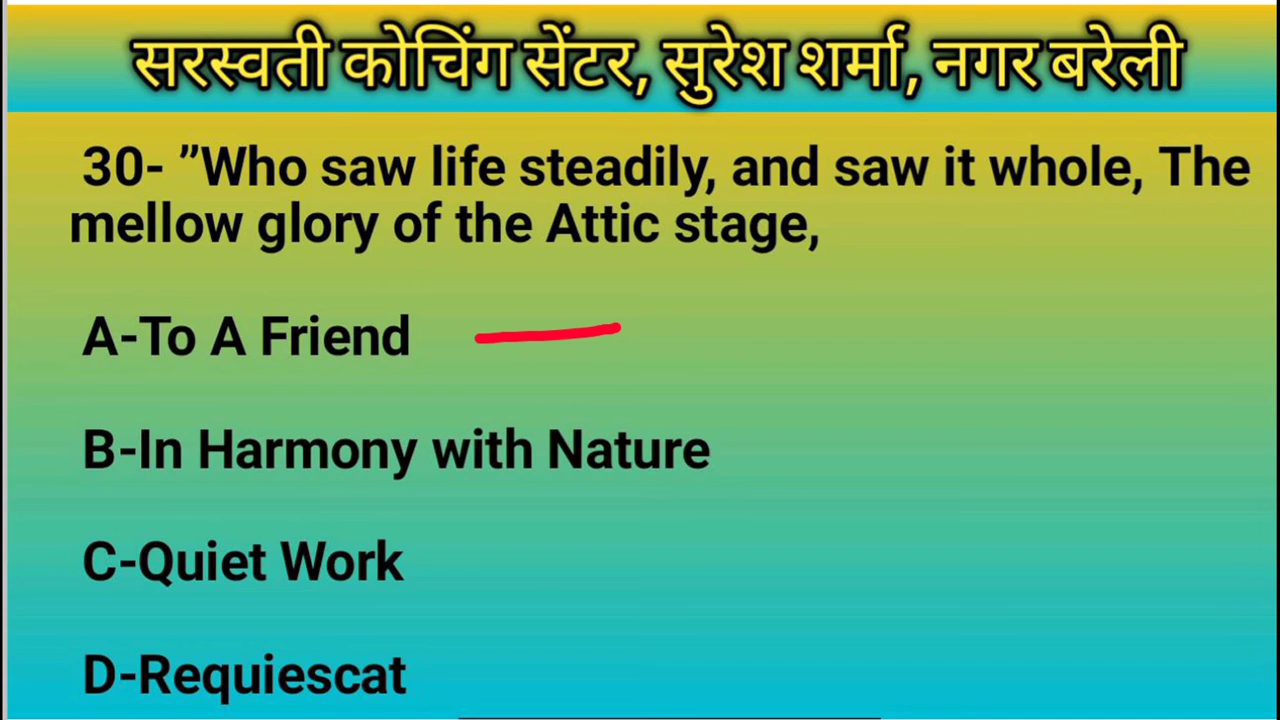 सरस्वती कोचिंग सेंटर, सुरेश शर्मा, नगर बरेली
30- ”Who saw life steadily, and saw it whole, The
mellow glory of the Attic stage,
A-To A Friend
B-In Harmony with Nature
C-Quiet Work
D-Requiescat